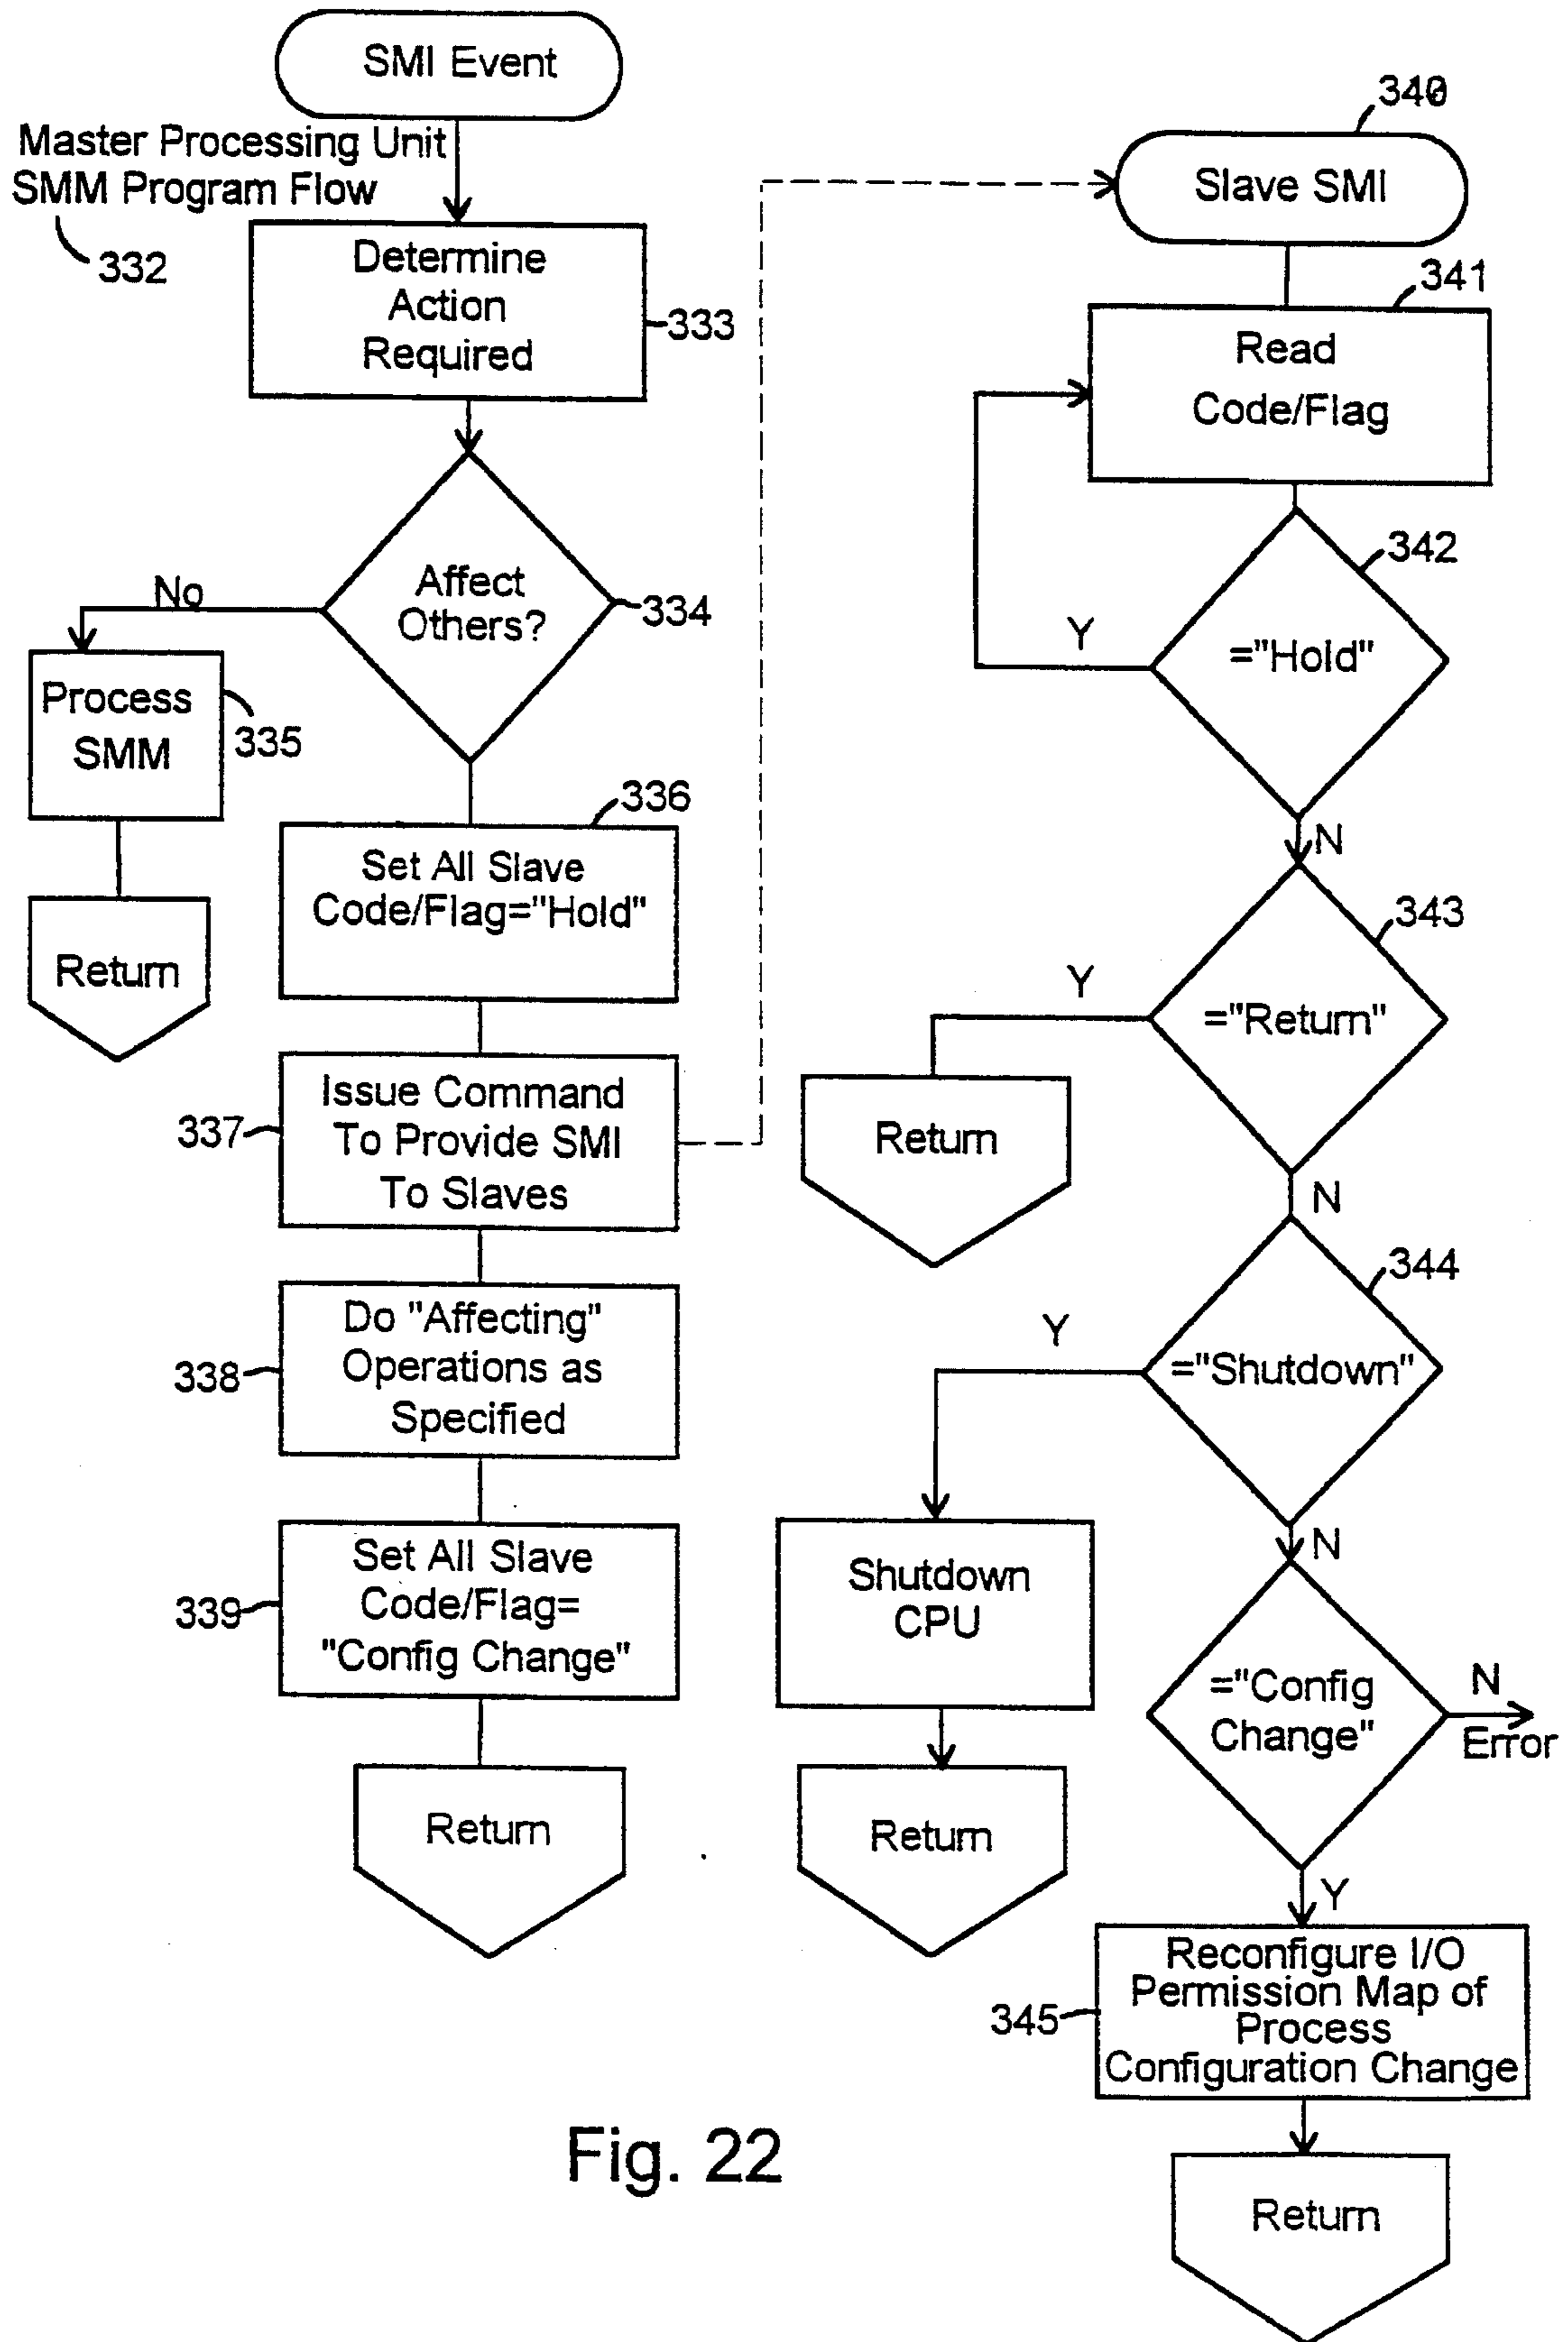 SMI Event
Master Processing Unit
SMM Program Flow
332
Determine
Action
Required
333
Affect
Others?
334
No
Process
SMM
335
Return
336
Set All Slave
Code/Flag="Hold"
Issue Command
To Provide SMI
To Slaves
337
Do "Affecting"
Operations as
Specified
338
Set All Slave
Code/Flag=
"Config Change"
339
Return
340
Slave SMI
341
Read
Code/Flag
342
="Hold"
Y
N
343
="Return"
Y
Return
N
344
="Shutdown"
Y
Shutdown
CPU
Return
N
="Config
Change"
N
Error
Y
Reconfigure I/O
Permission Map of
Process
Configuration Change
345
Return
Fig. 22